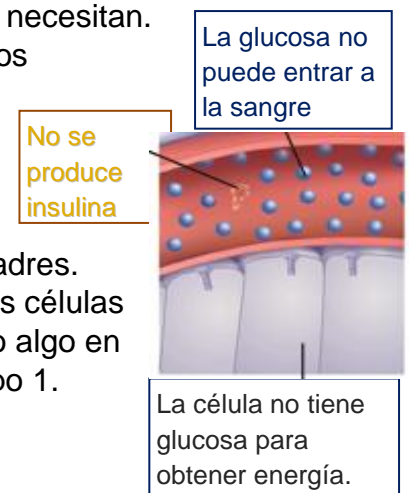 necesitan.
os
La glucosa no
puede entrar a
la sangre
No se
produce
insulina
adres.
s células
o algo en
oo 1.
La célula no tiene
glucosa para
obtener energía.